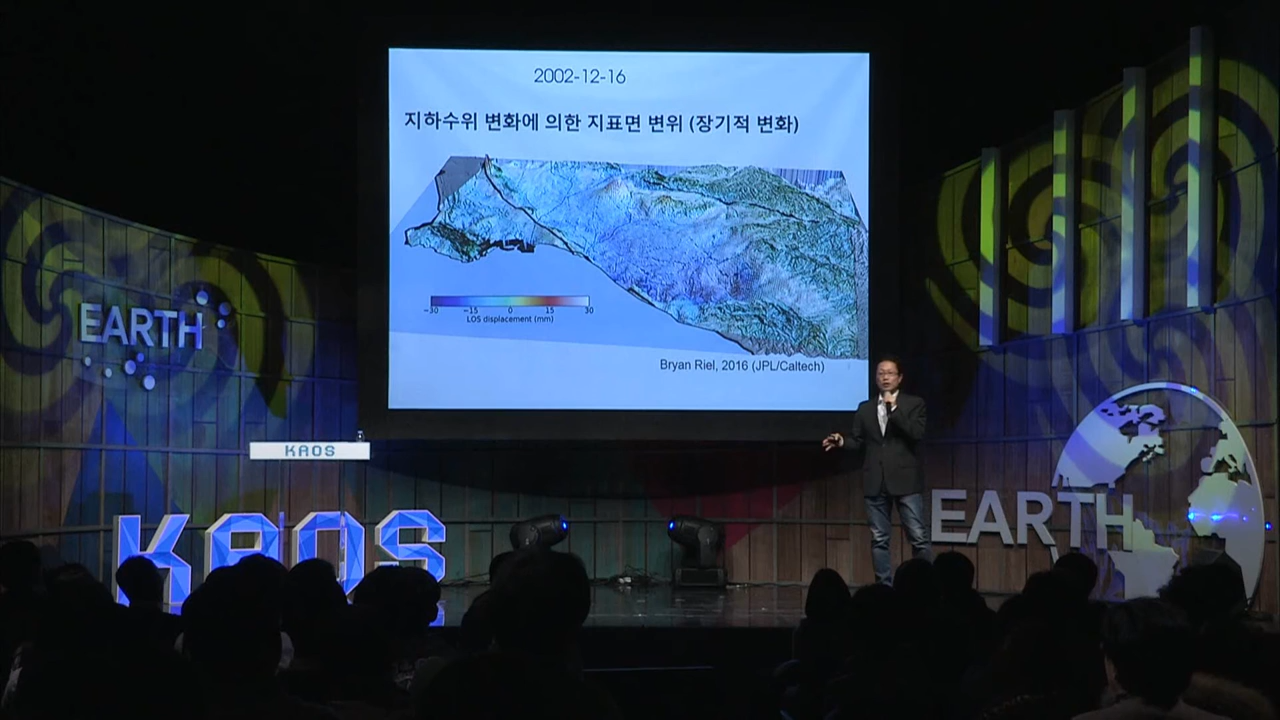 2002-12-16
지하수위 변화에 의한 지표면 변위 (장기적 변화)
−30 −15 0 15 30
LOS displacement (mm)
Bryan Riel, 2016 (JPL/Caltech)
EARTH
KAOS
KAOS
EARTH